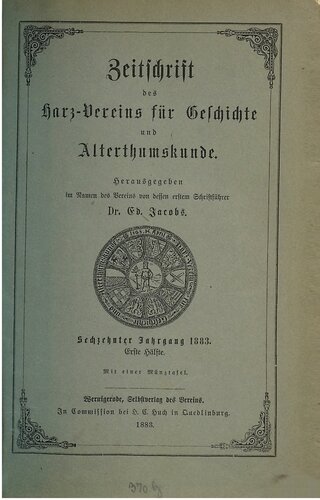 Zeitschrift
des
Harz-Vereins für Geschichte
und
Alterthumskunde.
Herausgegeben
im Namen des Vereins von dessen erstem Schriftführer
Dr. Ed. Jacobs.
Sechzehnter Jahrgang 1883.
Erste Hälfte.
Mit einer Münztafel.
Wernigerode, Selbstverlag des Vereins.
In Commission bei H. C. Huch in Quedlinburg.
1883.